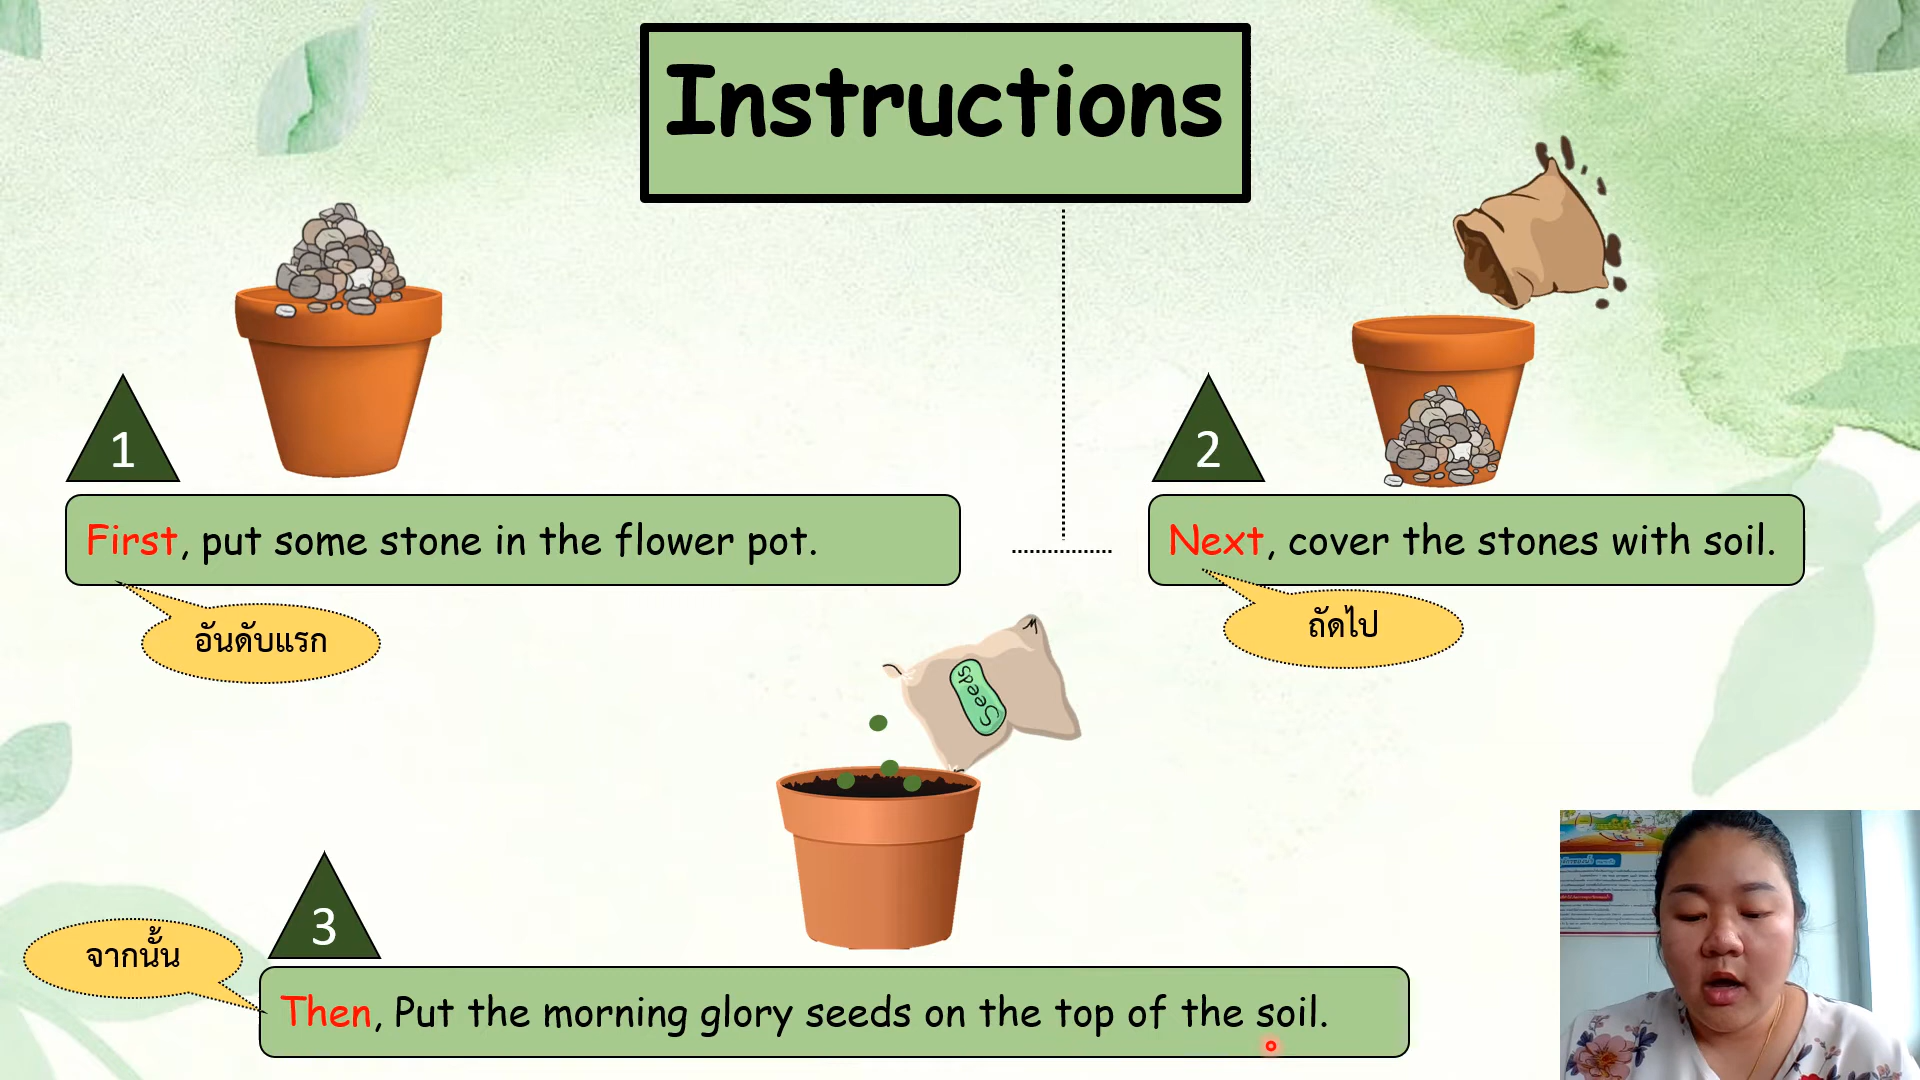 Instructions
1
First, put some stone in the flower pot.
อันดับแรก
2
Next, cover the stones with soil.
ถัดไป
Seeds
3
จากนั้น
Then, Put the morning glory seeds on the top of the soil.